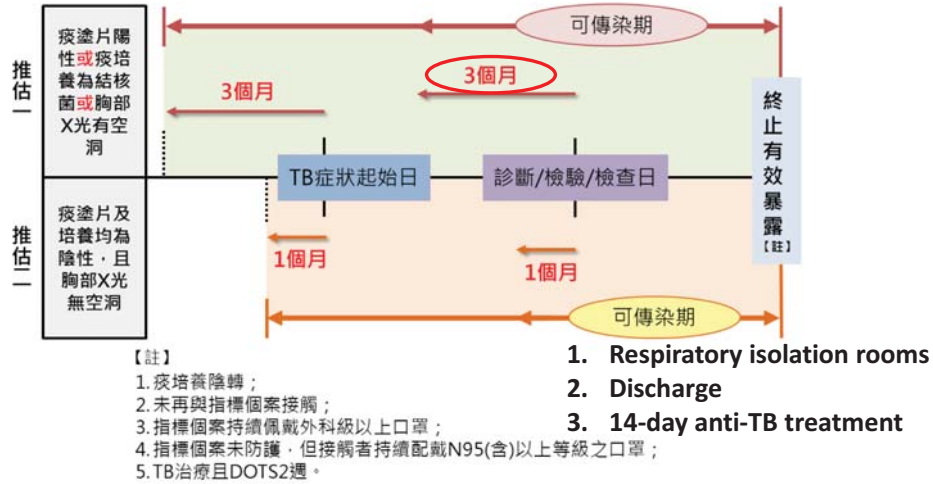 推估一
痰塗片陽
性或痰培
養為結核
菌或胸部
X光有空
洞
可傳染期
3個月
3個月
TB症狀起始日
診斷/檢驗/檢查日
終止有效暴露
【註】
推估二
痰塗片及
培養均為
陰性，且
胸部X光
無空洞
1個月
1個月
可傳染期
【註】
1.痰培養陰轉；
2.未再與指標個案接觸；
3.指標個案持續佩戴外科級以上口罩；
4.指標個案未防護，但接觸者持續配戴N95(含)以上等級之口罩；
5.TB治療且DOTS2週。
1. Respiratory isolation rooms
2. Discharge
3. 14-day anti-TB treatment